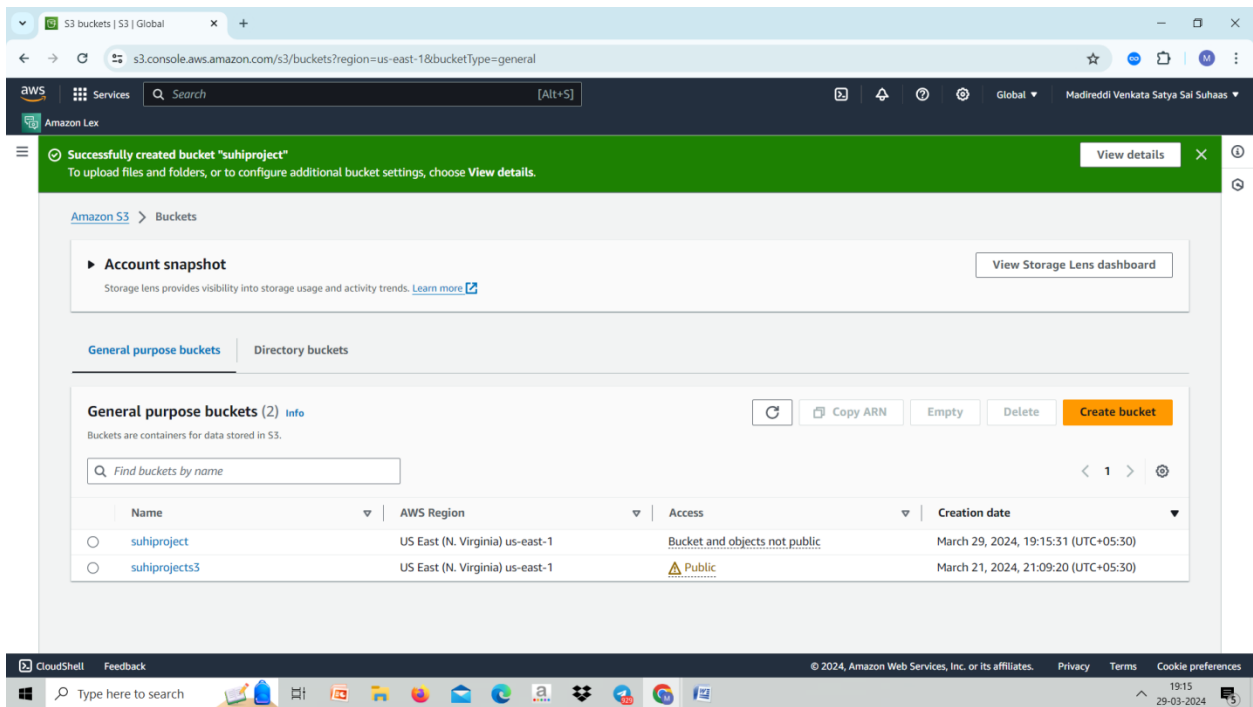 S3 buckets | S3 | Global
s3.console.aws.amazon.com/s3/buckets?region=us-east-1&bucketType=general
M
aws Services Search [Alt+S] Global Madireddi Venkata Satya Sai Suhaas
Amazon Lex
Successfully created bucket "suhiproject"
To upload files and folders, or to configure additional bucket settings, choose View details.
View details
Amazon S3 > Buckets
Account snapshot
Storage lens provides visibility into storage usage and activity trends. Learn more
View Storage Lens dashboard
General purpose buckets Directory buckets
General purpose buckets (2) Info
Buckets are containers for data stored in S3.
Copy ARN Empty Delete Create bucket
Find buckets by name
1
Name AWS Region Access Creation date
suhiproject US East (N. Virginia) us-east-1 Bucket and objects not public March 29, 2024, 19:15:31 (UTC+05:30)
suhiprojects3 US East (N. Virginia) us-east-1 Public March 21, 2024, 21:09:20 (UTC+05:30)
CloudShell Feedback © 2024, Amazon Web Services, Inc. or its affiliates. Privacy Terms Cookie preferences
Type here to search
19:15
29-03-2024